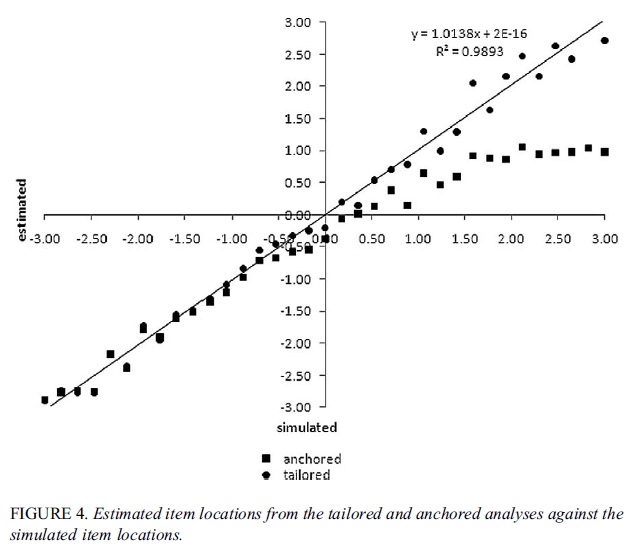 3.00
y = 1.0138x + 2E-16
R² = 0.9893
2.50
2.00
1.50
1.00
0.50
estimated
0.00
-3.00 -2.50 -2.00 -1.50 -1.00 -0.50 0.00 0.50 1.00 1.50 2.00 2.50 3.00
-0.50
-1.00
-1.50
-2.00
-2.50
-3.00
simulated
anchored
tailored
FIGURE 4. Estimated item locations from the tailored and anchored analyses against the
simulated item locations.